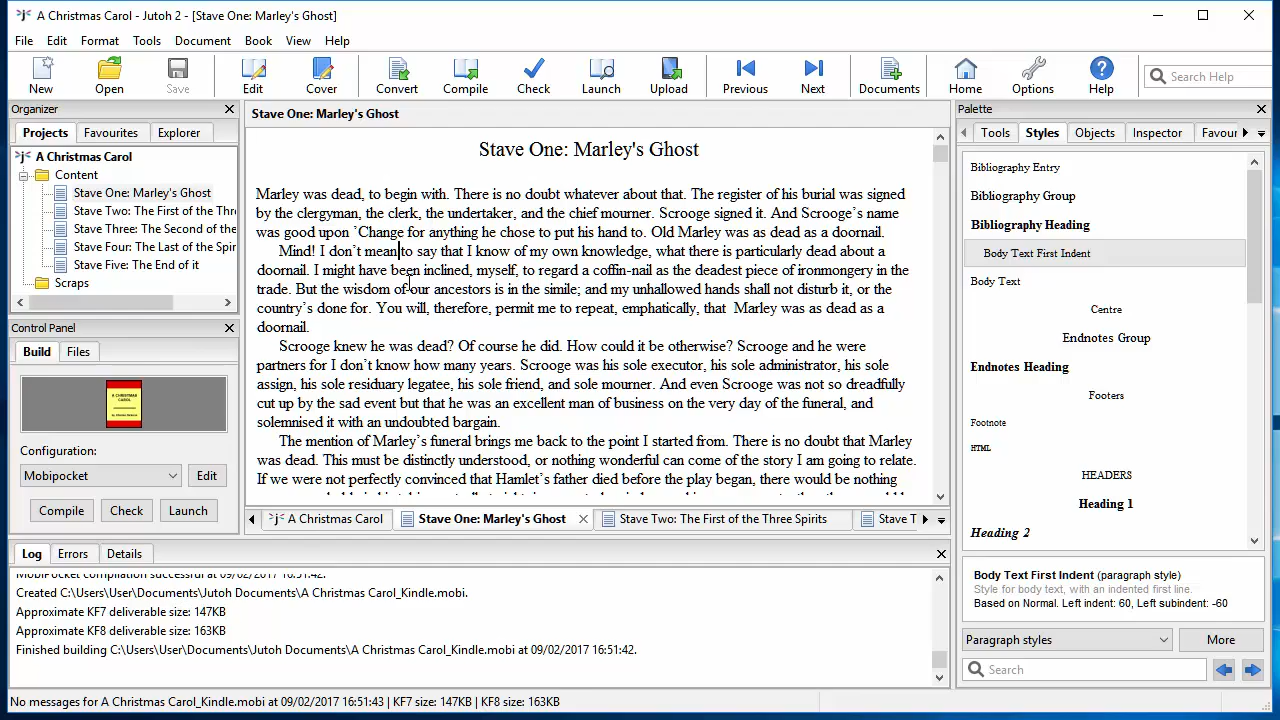 A Christmas Carol - Jutoh 2 - [Stave One: Marley's Ghost]
File Edit Format Tools Document Book View Help
New Open Save Edit Cover Convert Compile Check Launch Upload Previous Next Documents Home Options Help Search Help
Organizer
Projects Favourites Explorer
A Christmas Carol
Content
Stave One: Marley's Ghost
Stave Two: The First of the Thre
Stave Three: The Second of the
Stave Four: The Last of the Spir
Stave Five: The End of it
Scraps
Control Panel
Build Files
A CHRISTMAS
CAROL
Configuration:
Mobipocket Edit
Compile Check Launch
Stave One: Marley's Ghost
Stave One: Marley's Ghost
Marley was dead, to begin with. There is no doubt whatever about that. The register of his burial was signed
by the clergyman, the clerk, the undertaker, and the chief mourner. Scrooge signed it. And Scrooge’s name
was good upon ’Change for anything he chose to put his hand to. Old Marley was as dead as a doornail.
Mind! I don’t mean to say that I know of my own knowledge, what there is particularly dead about a
doornail. I might have been inclined, myself, to regard a coffin-nail as the deadest piece of ironmongery in the
trade. But the wisdom of our ancestors is in the simile; and my unhallowed hands shall not disturb it, or the
country’s done for. You will, therefore, permit me to repeat, emphatically, that Marley was as dead as a
doornail.
Scrooge knew he was dead? Of course he did. How could it be otherwise? Scrooge and he were
partners for I don’t know how many years. Scrooge was his sole executor, his sole administrator, his sole
assign, his sole residuary legatee, his sole friend, and sole mourner. And even Scrooge was not so dreadfully
cut up by the sad event but that he was an excellent man of business on the very day of the funeral, and
solemnised it with an undoubted bargain.
The mention of Marley’s funeral brings me back to the point I started from. There is no doubt that Marley
was dead. This must be distinctly understood, or nothing wonderful can come of the story I am going to relate.
If we were not perfectly convinced that Hamlet’s father died before the play began, there would be nothing
A Christmas Carol Stave One: Marley's Ghost Stave Two: The First of the Three Spirits Stave T
Palette
Tools Styles Objects Inspector Favour
Bibliography Entry
Bibliography Group
Bibliography Heading
Body Text First Indent
Body Text
Centre
Endnotes Group
Endnotes Heading
Footers
Footnote
HTML
HEADERS
Heading 1
Heading 2
Body Text First Indent (paragraph style)
Style for body text, with an indented first line.
Based on Normal. Left indent: 60, Left subindent: -60
Paragraph styles More
Search
Log Errors Details
MobiPocket compilation successful at 09/02/2017 16:51:42.
Created C:\Users\User\Documents\Jutoh Documents\A Christmas Carol_Kindle.mobi.
Approximate KF7 deliverable size: 147KB
Approximate KF8 deliverable size: 163KB
Finished building C:\Users\User\Documents\Jutoh Documents\A Christmas Carol_Kindle.mobi at 09/02/2017 16:51:42.
No messages for A Christmas Carol_Kindle.mobi at 09/02/2017 16:51:43 | KF7 size: 147KB | KF8 size: 163KB